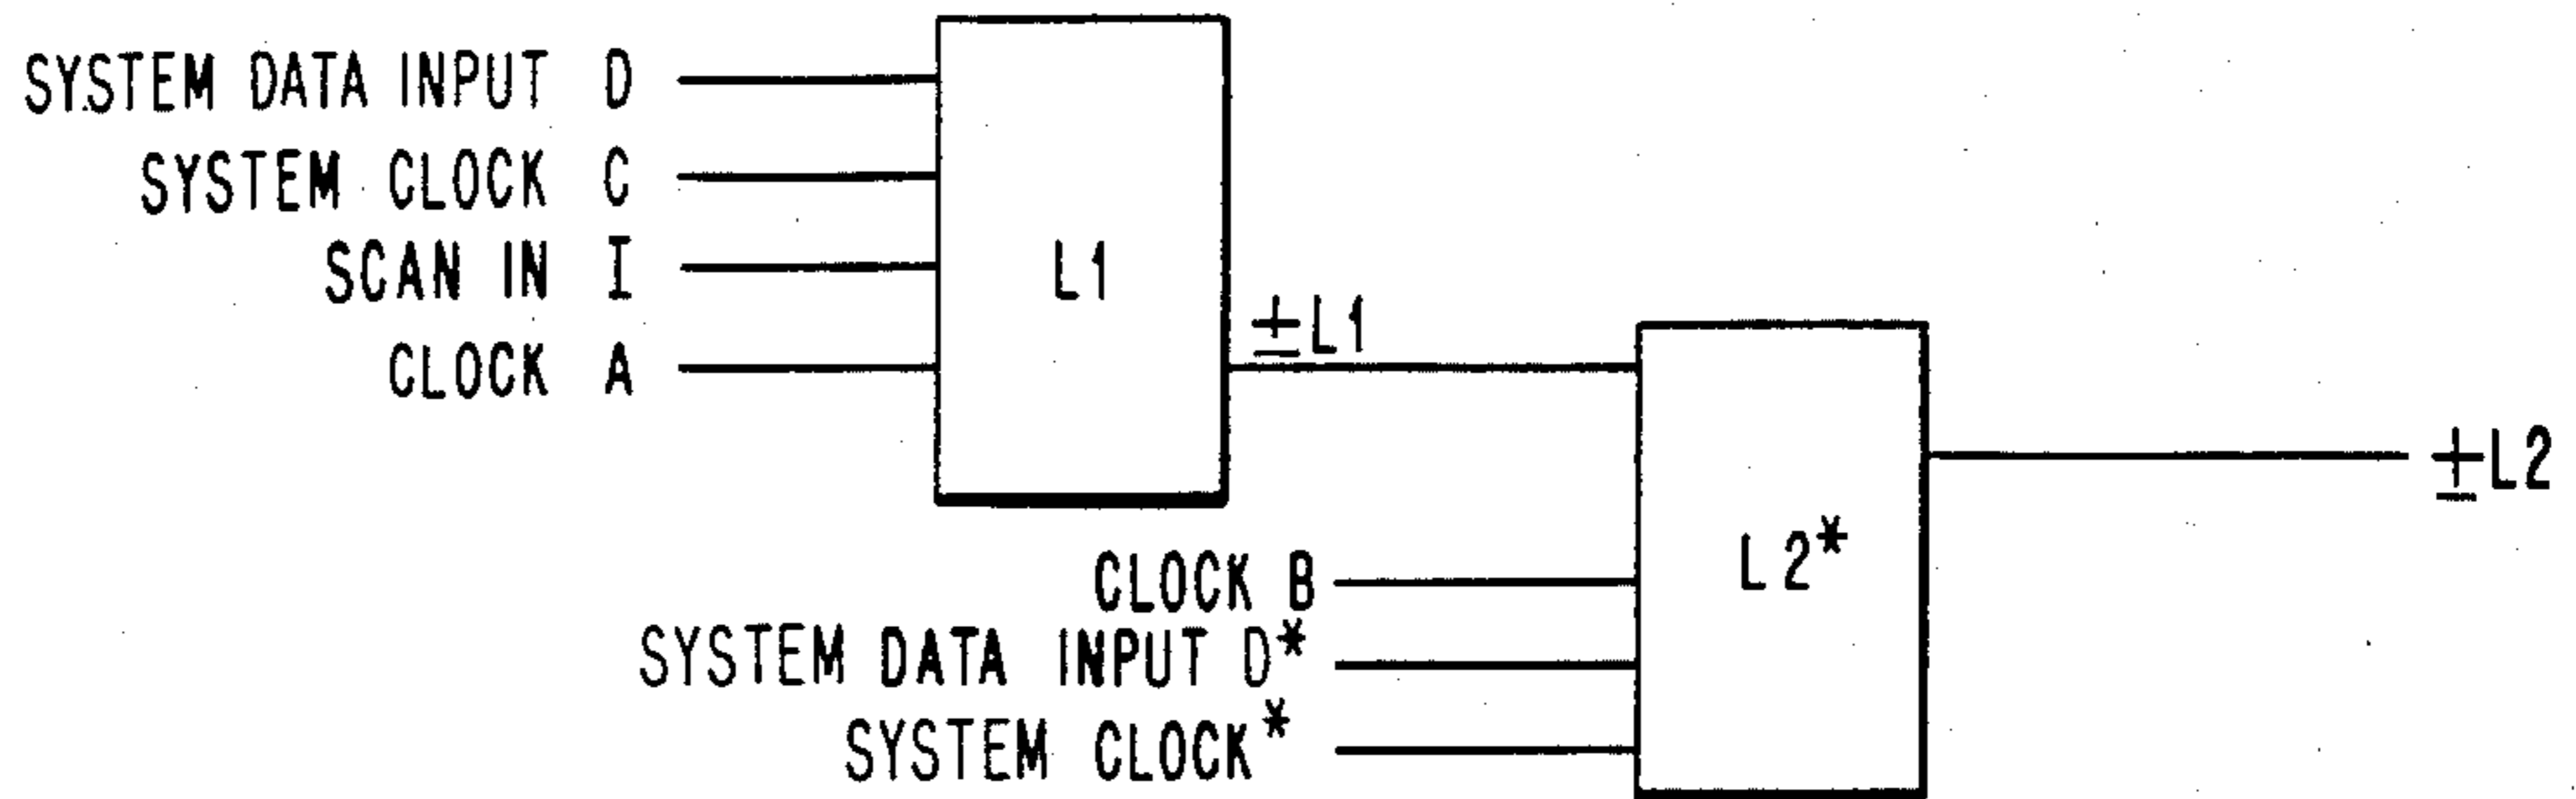 SYSTEM DATA INPUT D
SYSTEM CLOCK C
SCAN IN I
CLOCK A
L1
±L1
CLOCK B
SYSTEM DATA INPUT D*
SYSTEM CLOCK*
L2*
±L2